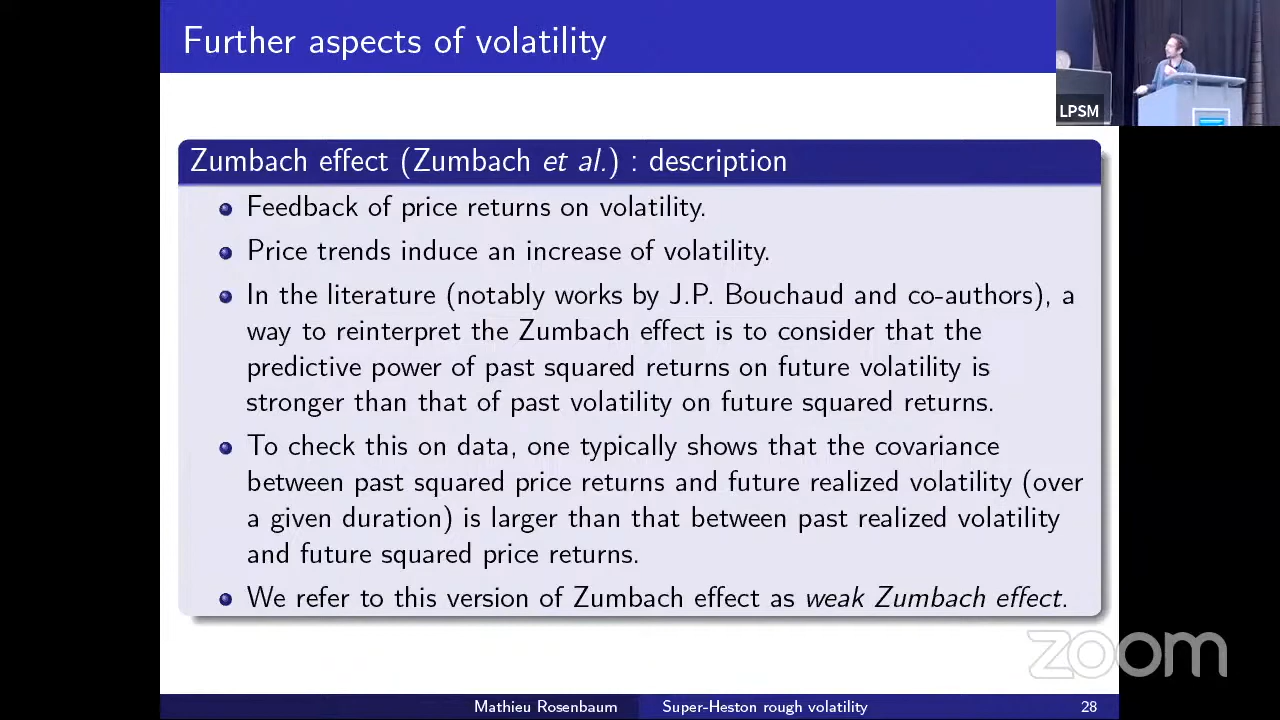 Further aspects of volatility
LPSM
Zumbach effect (Zumbach et al.) : description
Feedback of price returns on volatility.
Price trends induce an increase of volatility.
In the literature (notably works by J.P. Bouchaud and co-authors), a
way to reinterpret the Zumbach effect is to consider that the
predictive power of past squared returns on future volatility is
stronger than that of past volatility on future squared returns.
To check this on data, one typically shows that the covariance
between past squared price returns and future realized volatility (over
a given duration) is larger than that between past realized volatility
and future squared price returns.
We refer to this version of Zumbach effect as weak Zumbach effect.
zoom
Mathieu Rosenbaum Super-Heston rough volatility 28